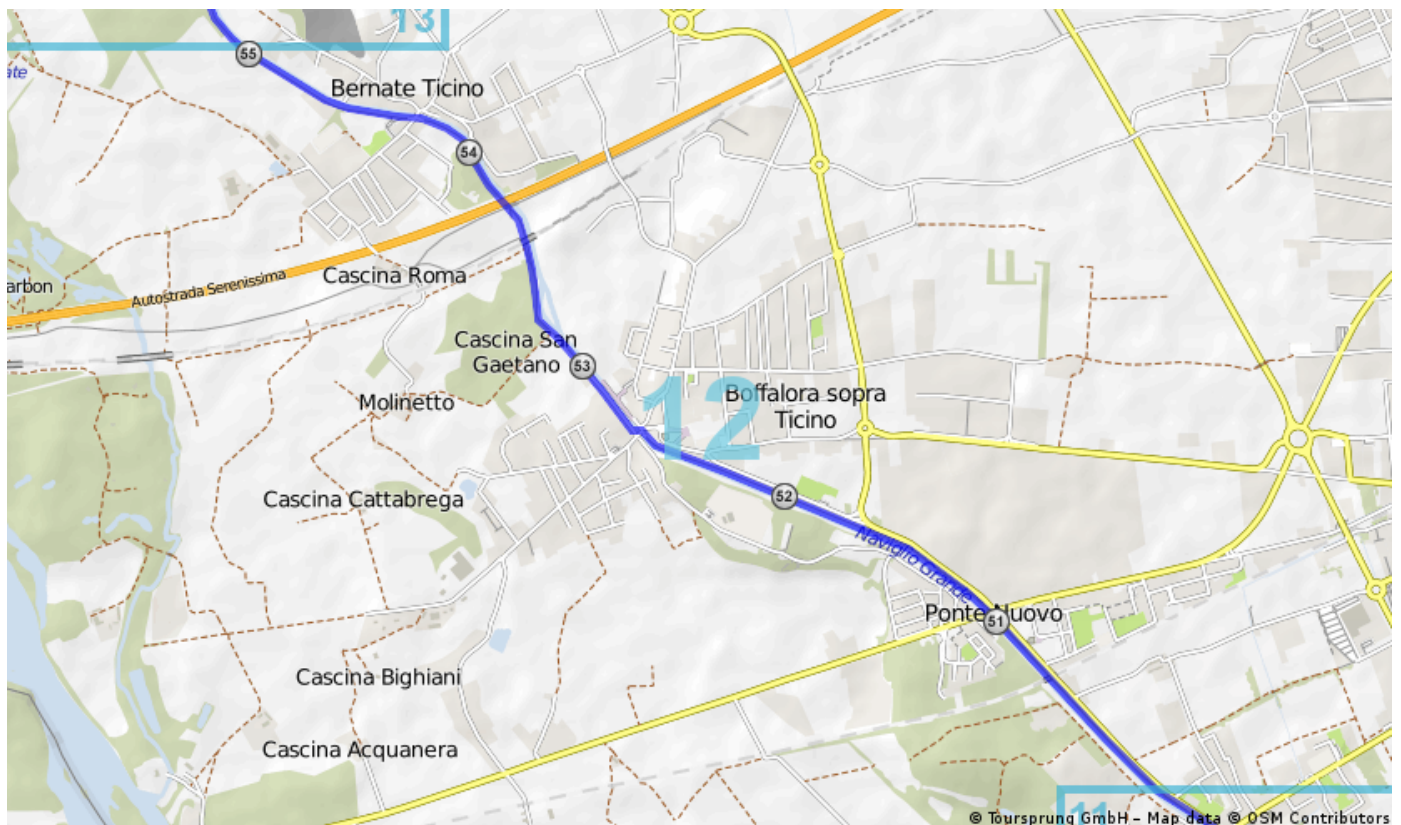 13
55
ate
Bernate Ticino
54
Cascina Roma
arbon
Autostrada Serenissima
Cascina San
Gaetano
53
Molinetto
12
Boffalora sopra
Ticino
Cascina Cattabrega
52
Naviglio Grande
Ponte Nuovo
51
Cascina Bighiani
Cascina Acquanera
11
© Toursprung GmbH – Map data © OSM Contributors